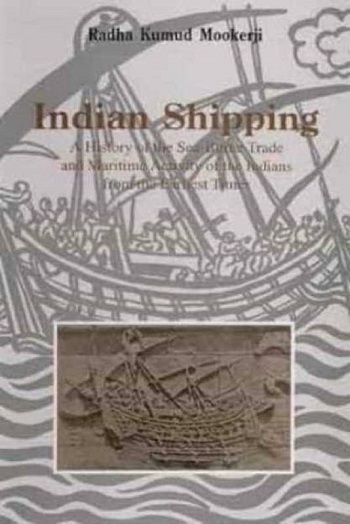 Radha Kumud Mookerji
Indian Shipping
A History of the Sea-Borne Trade
and Maritime Activity of the Indians
from the Earliest Times